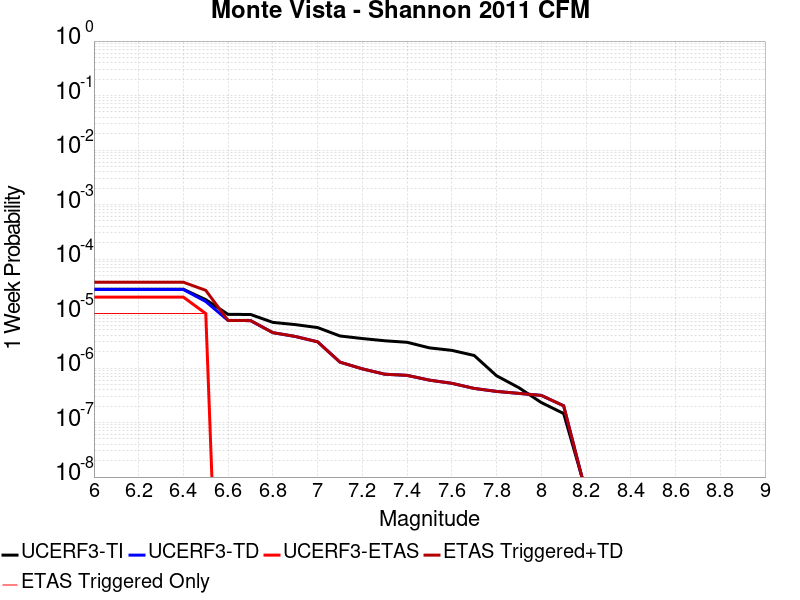 Monte Vista - Shannon 2011 CFM
10^0
10^-1
10^-2
10^-3
10^-4
10^-5
10^-6
10^-7
10^-8
1 Week Probability
6 6.2 6.4 6.6 6.8 7 7.2 7.4 7.6 7.8 8 8.2 8.4 8.6 8.8 9
Magnitude
UCERF3-TI UCERF3-TD UCERF3-ETAS ETAS Triggered+TD
ETAS Triggered Only